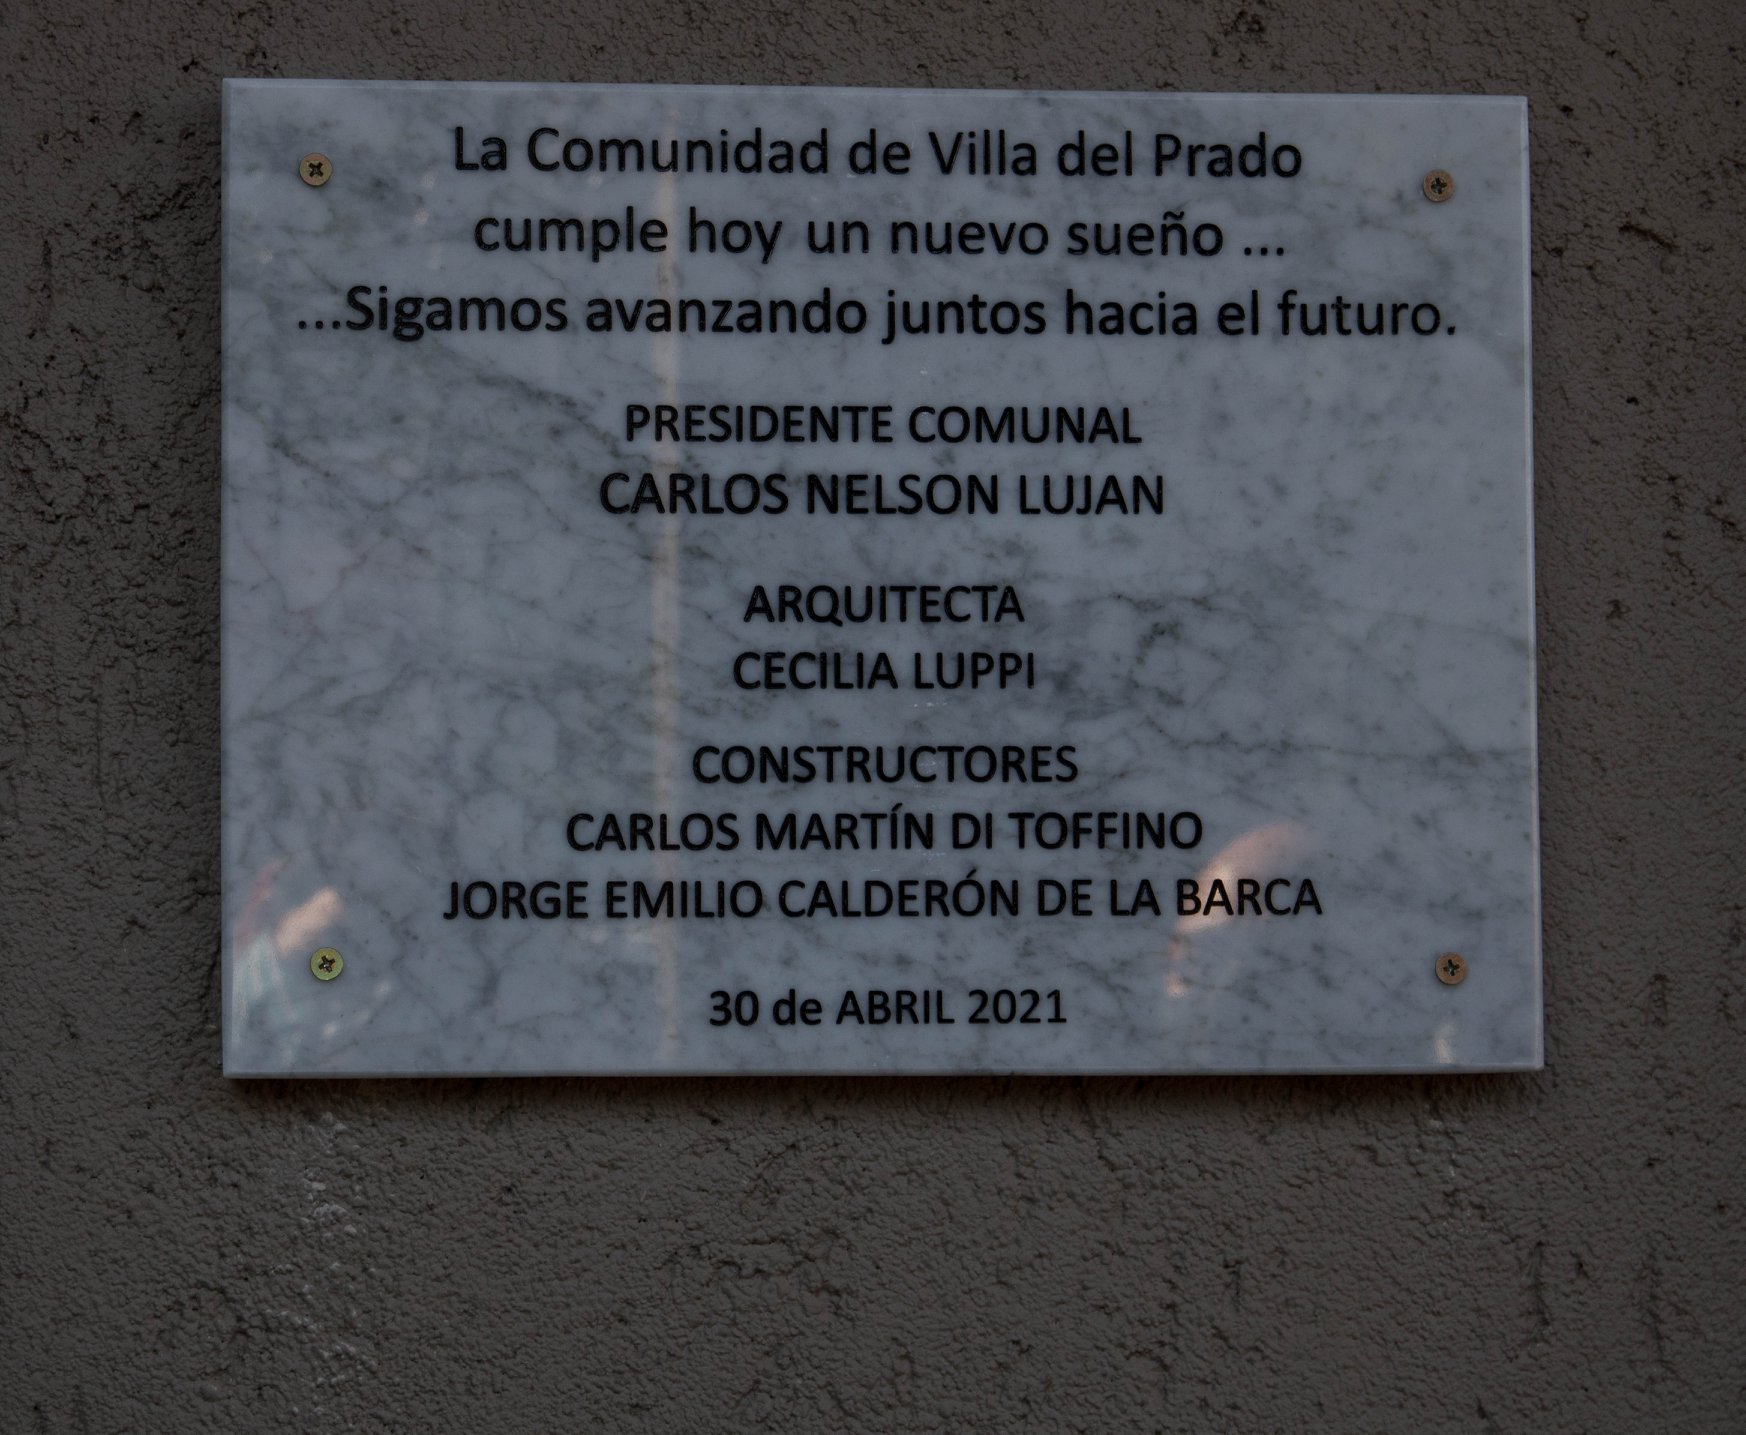 La Comunidad de Villa del Prado
cumple hoy un nuevo sueño ...
...Sigamos avanzando juntos hacia el futuro.
PRESIDENTE COMUNAL
CARLOS NELSON LUJAN
ARQUITECTA
CECILIA LUPPI
CONSTRUCTORES
CARLOS MARTÍN DI TOFFINO
JORGE EMILIO CALDERÓN DE LA BARCA
30 de ABRIL 2021